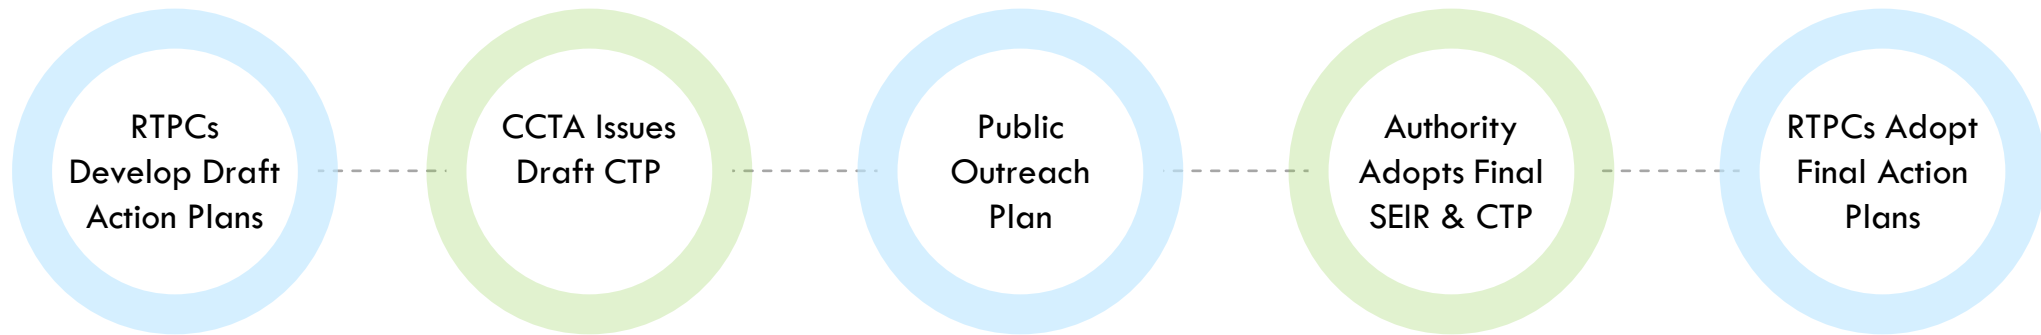 RTPCs
Develop Draft
Action Plans
CCTA Issues
Draft CTP
Public
Outreach
Plan
Authority
Adopts Final
SEIR & CTP
RTPCs Adopt
Final Action
Plans